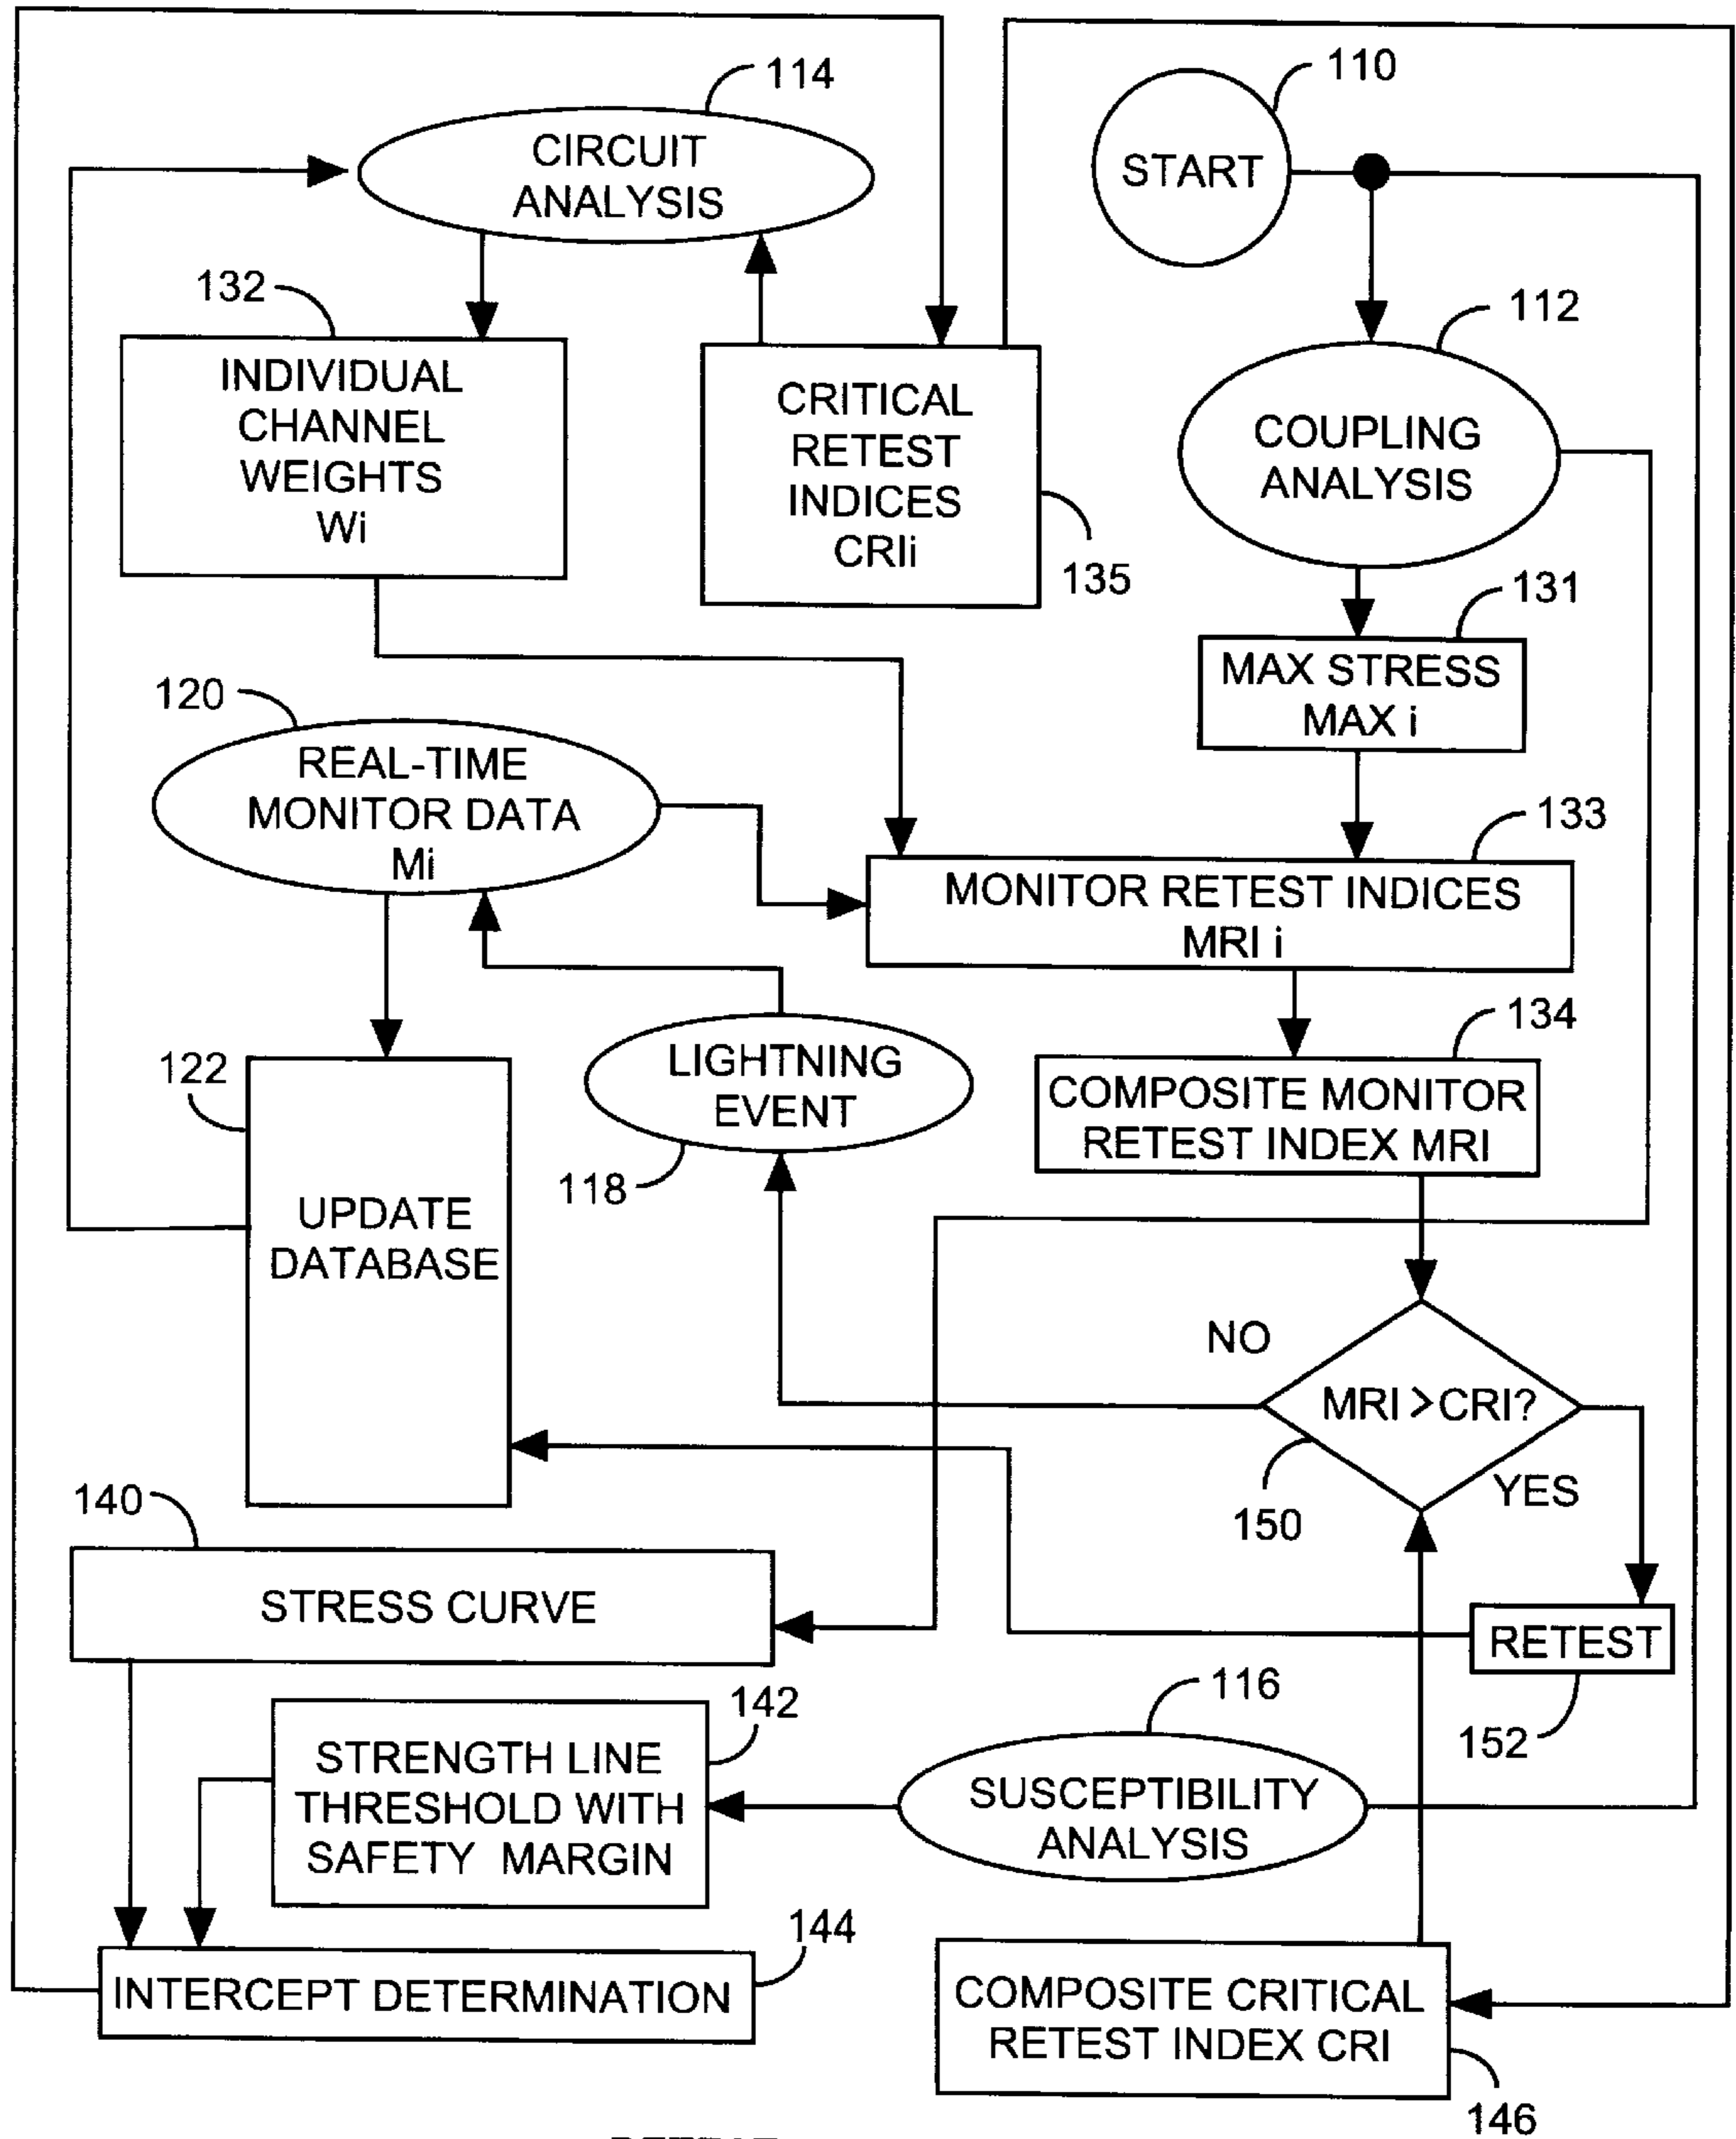 114
110
CIRCUIT
ANALYSIS
START
132
112
INDIVIDUAL
CHANNEL
WEIGHTS
Wi
CRITICAL
RETEST
INDICES
CRIi
135
COUPLING
ANALYSIS
131
MAX STRESS
MAX i
120
REAL-TIME
MONITOR DATA
Mi
133
MONITOR RETEST INDICES
MRI i
134
COMPOSITE MONITOR
RETEST INDEX MRI
122
LIGHTNING
EVENT
118
UPDATE
DATABASE
NO
MRI > CRI?
YES
150
140
STRESS CURVE
RETEST
152
142
116
STRENGTH LINE
THRESHOLD WITH
SAFETY MARGIN
SUSCEPTIBILITY
ANALYSIS
144
INTERCEPT DETERMINATION
COMPOSITE CRITICAL
RETEST INDEX CRI
146